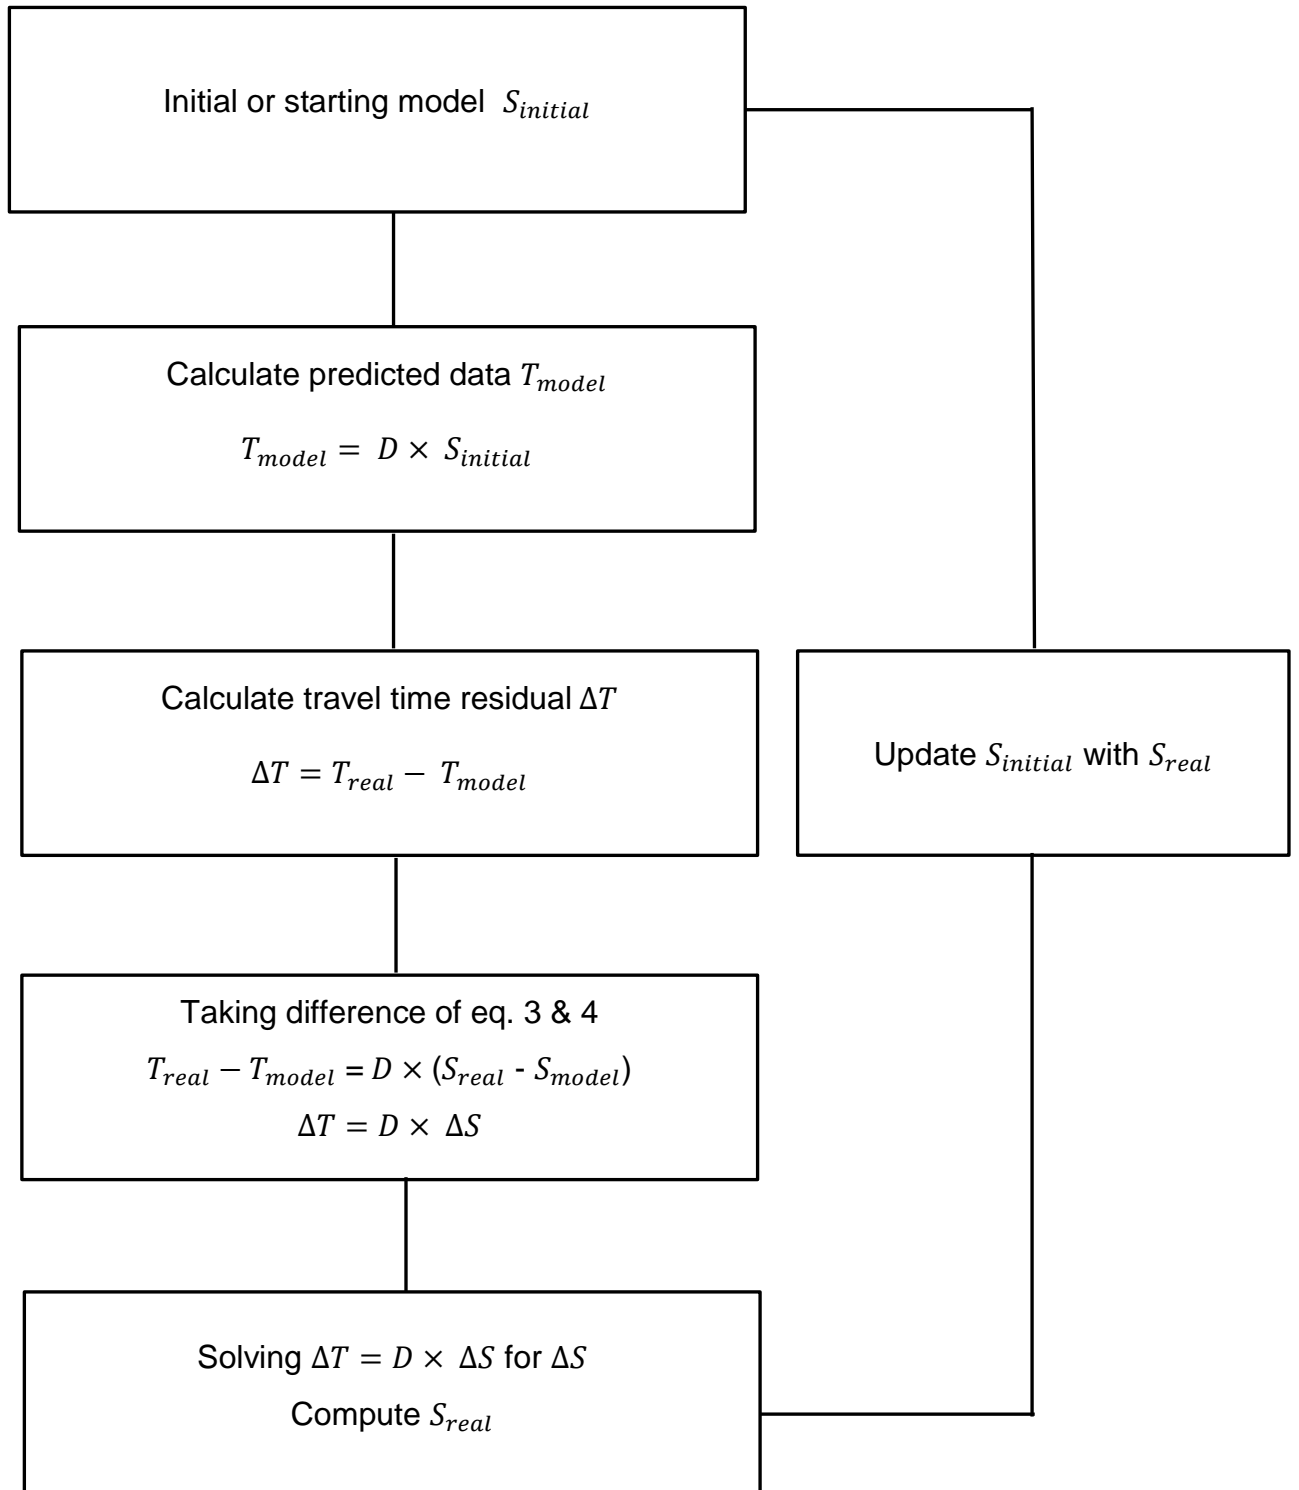 Initial or starting model S_initial
Calculate predicted data T_model
T_model = D × S_initial
Calculate travel time residual ΔT
ΔT = T_real − T_model
Update S_initial with S_real
Taking difference of eq. 3 & 4
T_real − T_model = D × (S_real - S_model)
ΔT = D × ΔS
Solving ΔT = D × ΔS for ΔS
Compute S_real